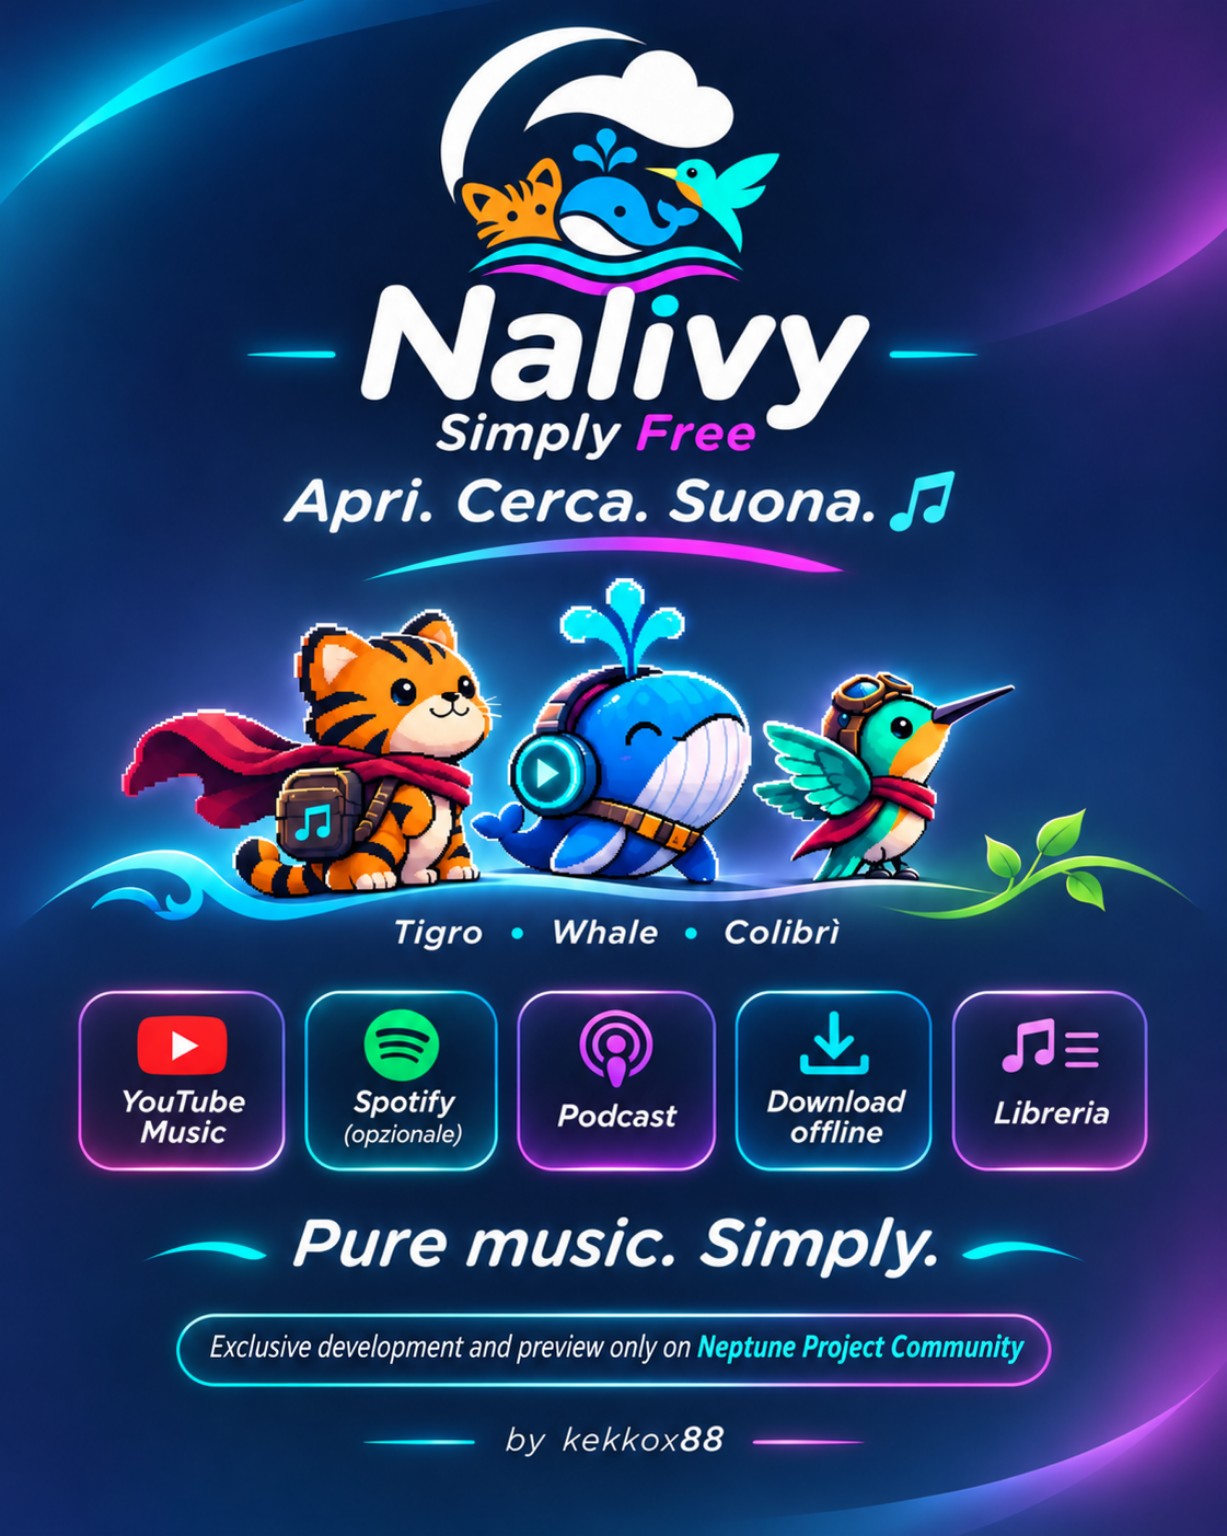 Nalivy
Simply Free
Apri. Cerca. Suona.
Tigro • Whale • Colibrì
YouTube
Music
Spotify
(opzionale)
Podcast
Download
offline
Libreria
Pure music. Simply.
Exclusive development and preview only on Neptune Project Community
by kekkox88